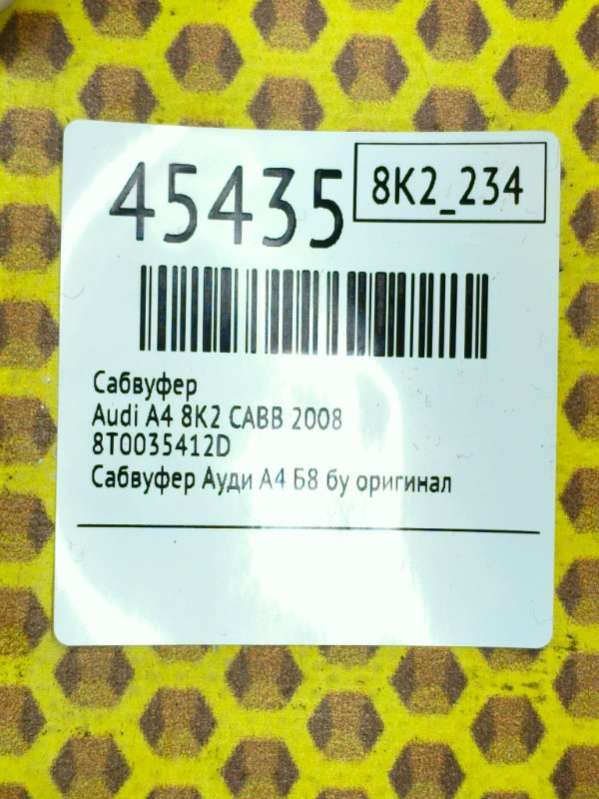 45435
8K2_234
Сабвуфер
Audi A4 8K2 CABB 2008
8T0035412D
Сабвуфер Ауди А4 Б8 бу оригинал